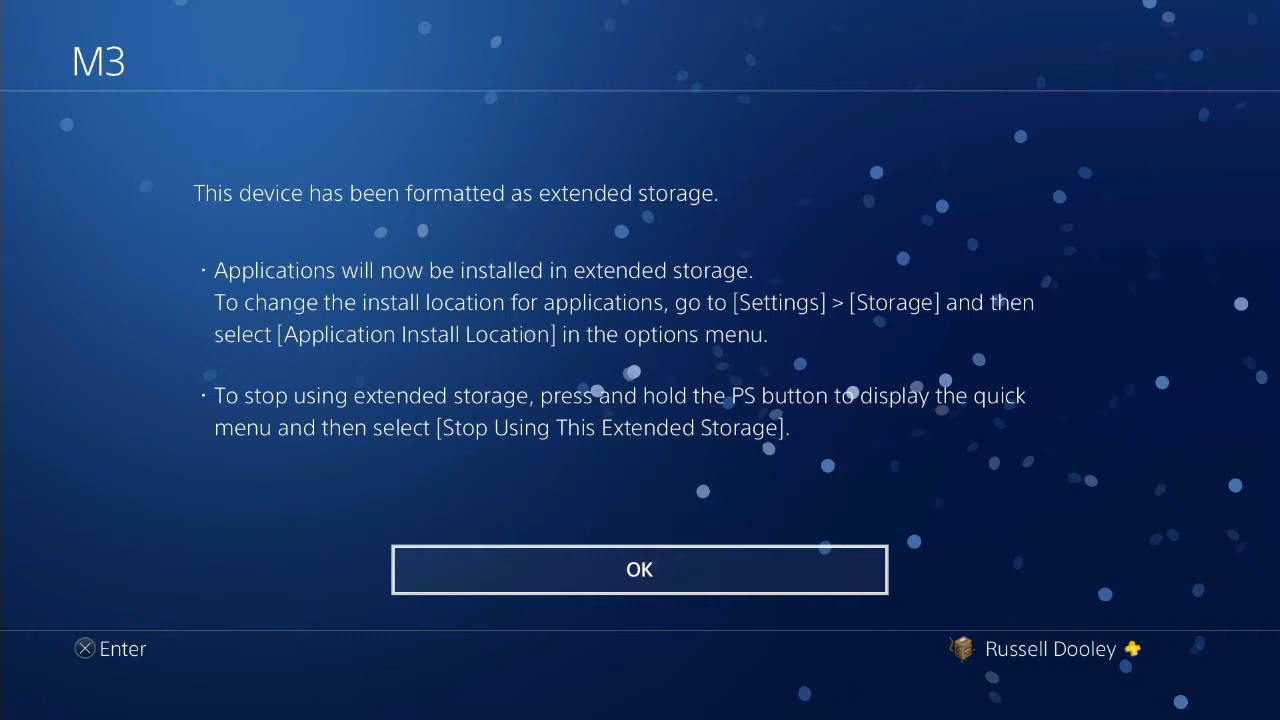 M3
This device has been formatted as extended storage.
· Applications will now be installed in extended storage.
To change the install location for applications, go to [Settings] > [Storage] and then
select [Application Install Location] in the options menu.
· To stop using extended storage, press and hold the PS button to display the quick
menu and then select [Stop Using This Extended Storage].
OK
Enter
Russell Dooley